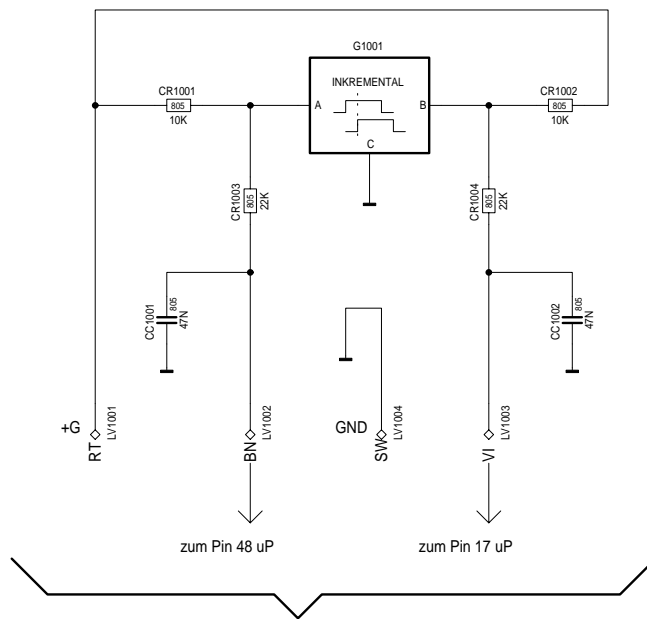 G1001
INKREMENTAL
A
B
C
CR1001
805
10K
CR1002
805
10K
CR1003
805
22K
CR1004
805
22K
CC1001
805
47N
CC1002
805
47N
+G
RT
LV1001
BN
LV1002
GND
SW
LV1004
VI
LV1003
zum Pin 48 uP
zum Pin 17 uP